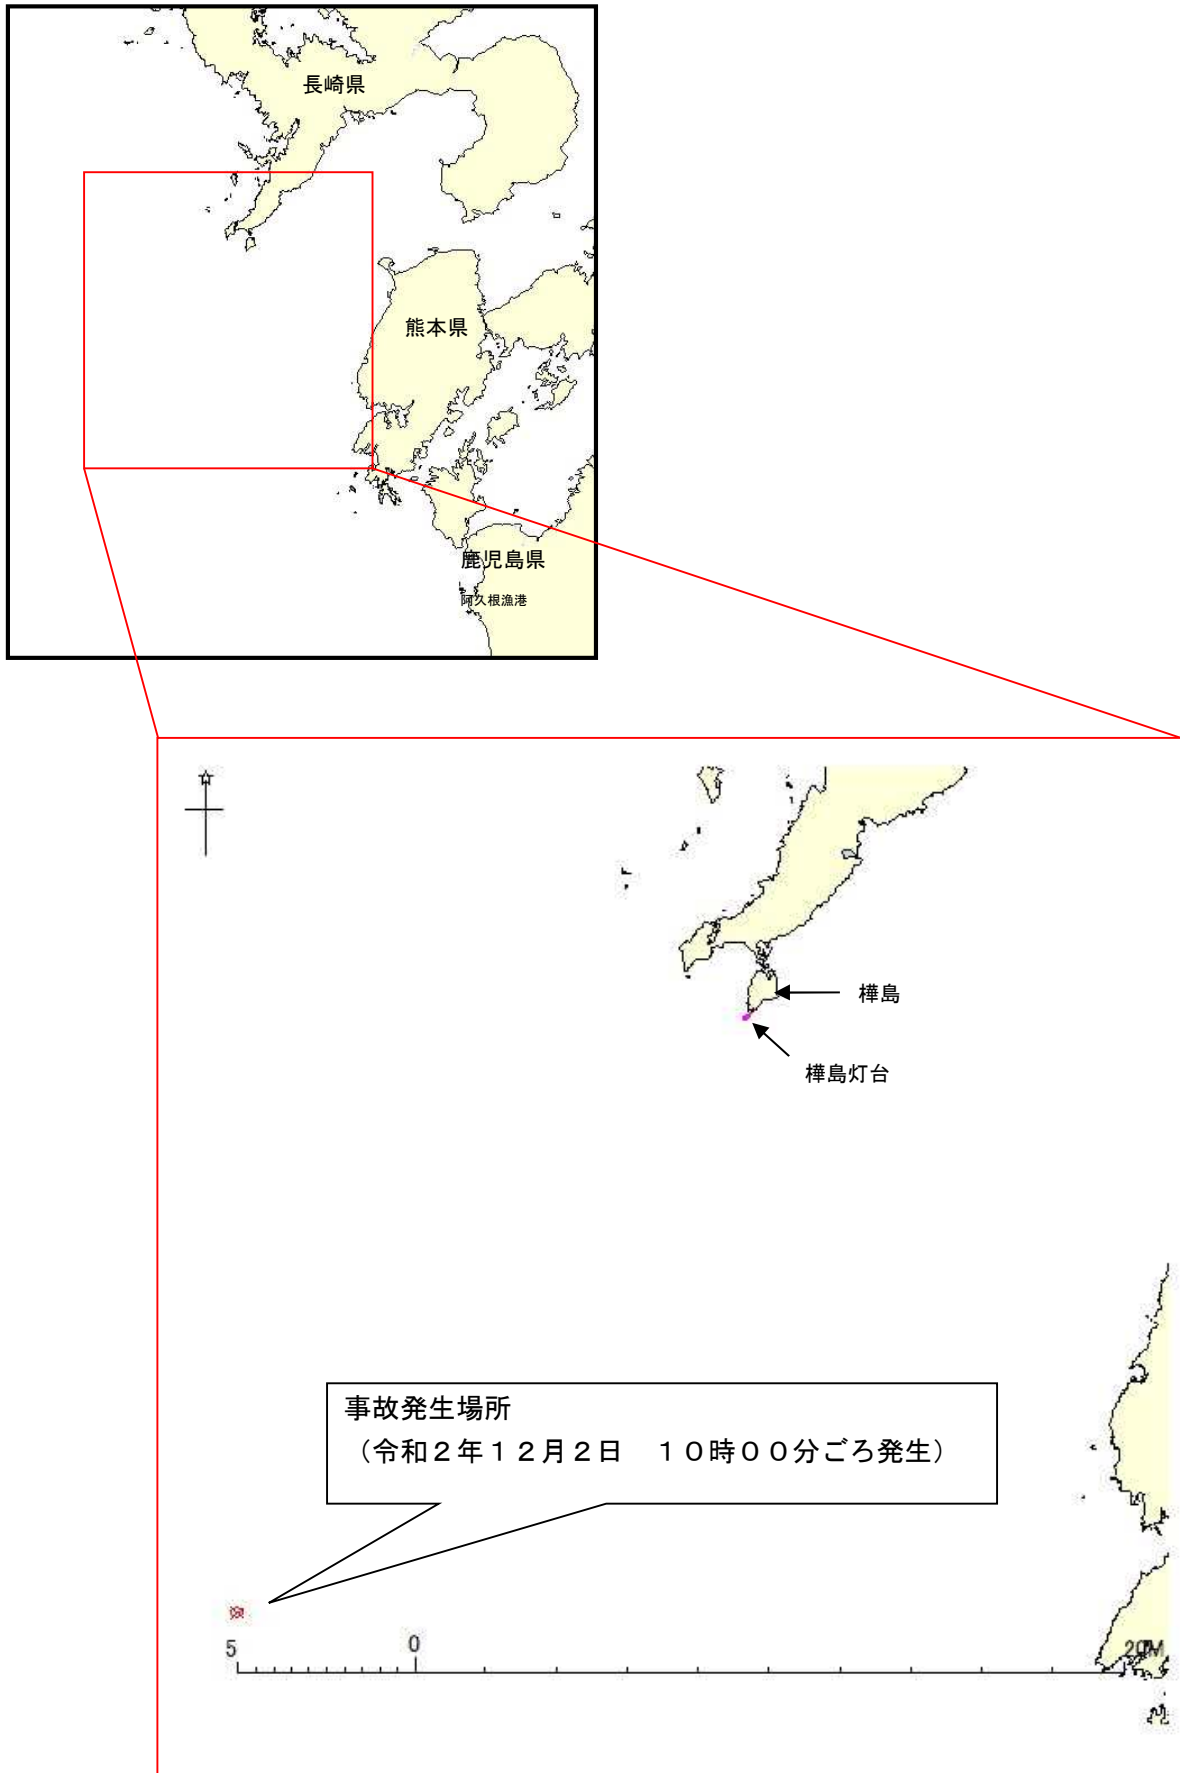 長崎県
熊本県
鹿児島県
阿久根漁港
樺島
樺島灯台
事故発生場所
（令和２年１２月２日　１０時００分ごろ発生）
5 0 20M